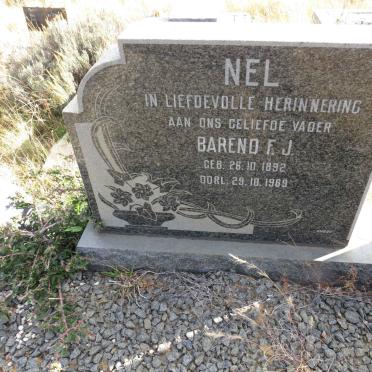 NEL
IN LIEFDEVOLLE HERINNERING
AAN ONS GELIEFDE VADER
BAREND F. J.
GEB. 26. 10. 1892
OORL. 29. 10. 1969